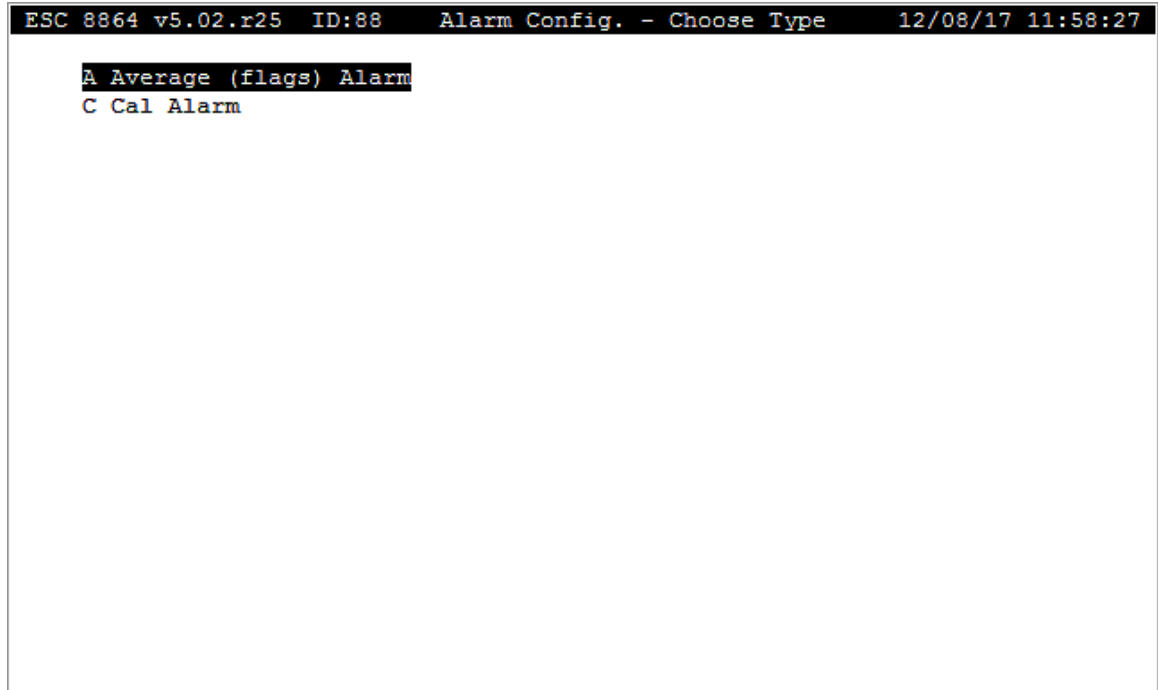 ESC 8864 v5.02.r25 ID:88 Alarm Config. - Choose Type 12/08/17 11:58:27
A Average (flags) Alarm
C Cal Alarm